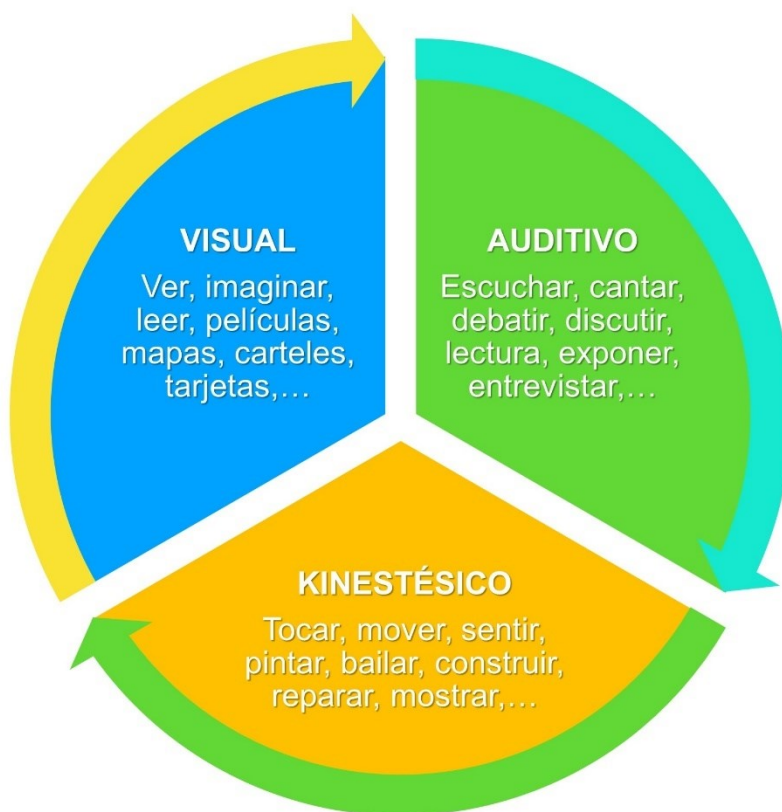 VISUAL
Ver, imaginar,
leer, películas,
mapas, carteles,
tarjetas,...
AUDITIVO
Escuchar, cantar,
debatir, discutir,
lectura, exponer,
entrevistar,...
KINESTÉSICO
Tocar, mover, sentir,
pintar, bailar, construir,
reparar, mostrar,...